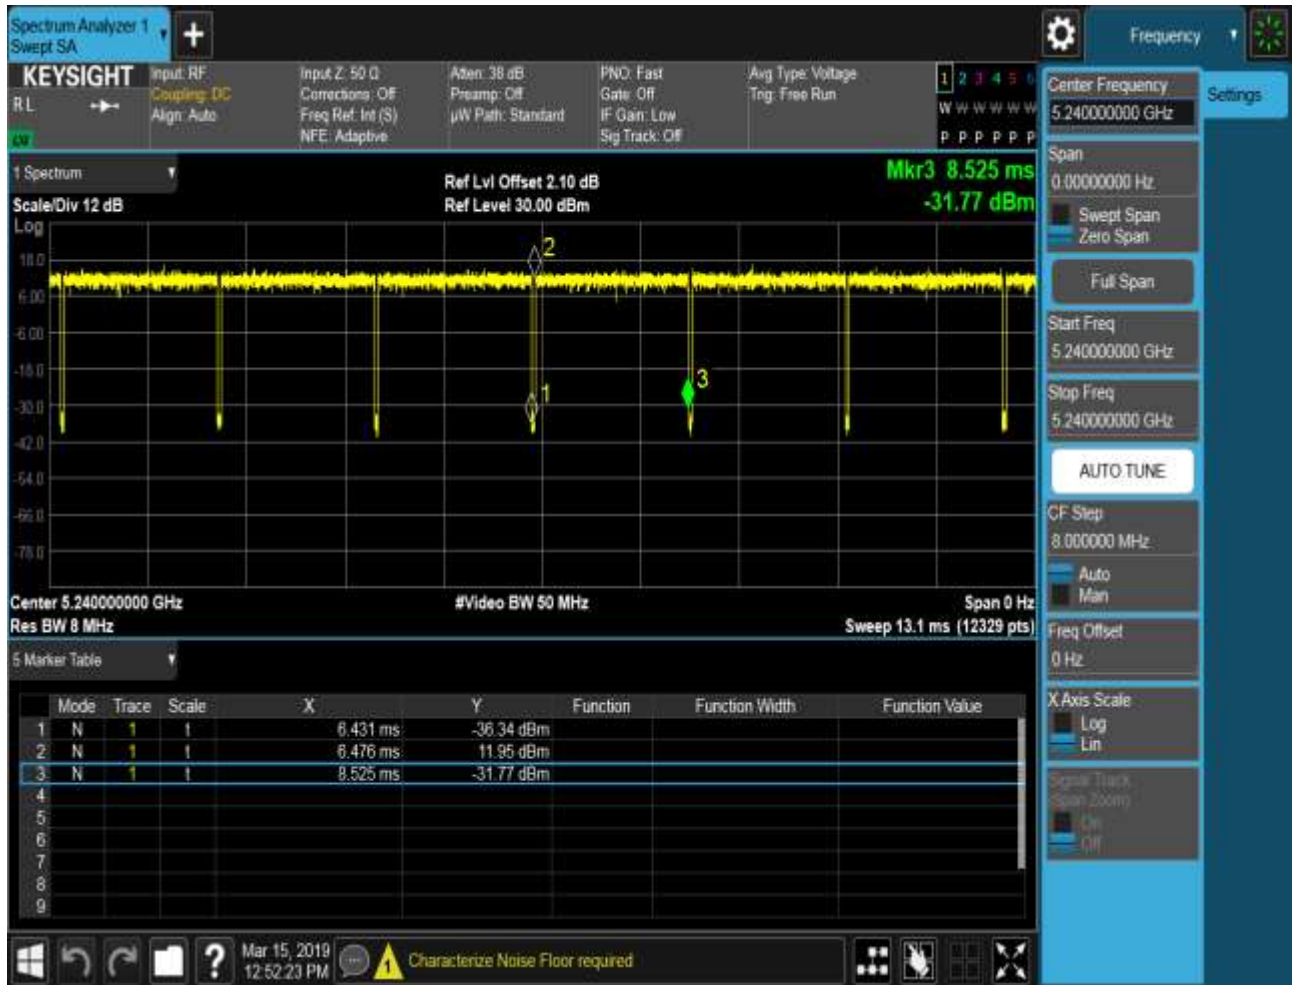 Spectrum Analyzer 1
Swept SA
+
Frequency
KEYSIGHT
RL
Input: RF
Coupling: DC
Align: Auto
Input Z: 50 Ω
Corrections: Off
Freq Ref: Int (S)
NFE: Adaptive
Atten: 38 dB
Preamp: Off
µW Path: Standard
PNO: Fast
Gate: Off
IF Gain: Low
Sig Track: Off
Avg Type: Voltage
Trig: Free Run
1 2 3 4 5 6
W W W W W W
P P P P P P
Settings
Center Frequency
5.240000000 GHz
Span
0.00000000 Hz
Swept Span
Zero Span
Full Span
Start Freq
5.240000000 GHz
Stop Freq
5.240000000 GHz
AUTO TUNE
CF Step
8.000000 MHz
Auto
Man
Freq Offset
0 Hz
X Axis Scale
Log
Lin
Signal Track
(Span Zoom)
On
Off
1 Spectrum
Scale/Div 12 dB
Log
Ref Lvl Offset 2.10 dB
Ref Level 30.00 dBm
Mkr3 8.525 ms
-31.77 dBm
18.0
6.00
-6.00
-18.0
-30.0
-42.0
-54.0
-66.0
-78.0
2
1
3
Center 5.240000000 GHz
#Video BW 50 MHz
Span 0 Hz
Res BW 8 MHz
Sweep 13.1 ms (12329 pts)
5 Marker Table
Mode Trace Scale X Y Function Function Width Function Value
1 N 1 t 6.431 ms -36.34 dBm
2 N 1 t 6.476 ms 11.95 dBm
3 N 1 t 8.525 ms -31.77 dBm
4
5
6
7
8
9
?
Mar 15, 2019
12:52:23 PM
1
Characterize Noise Floor required